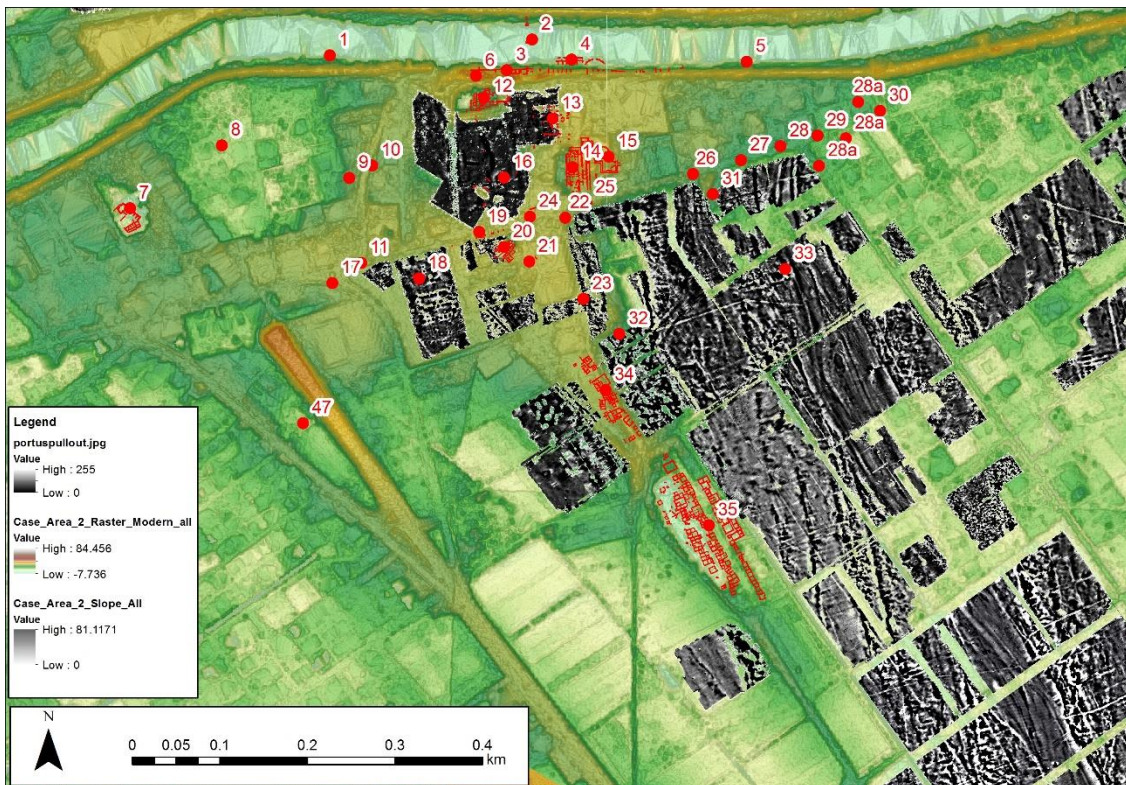 1
2
3
4
5
6
12
13
8
9
10
7
16
14
15
25
26
27
28
29
28a
30
28a
28a
31
24
22
19
20
21
11
17
18
23
33
32
34
47
35
Legend
portuspullout.jpg
Value
High : 255
Low : 0
Case_Area_2_Raster_Modern_all
Value
High : 84.456
Low : -7.736
Case_Area_2_Slope_All
Value
High : 81.1171
Low : 0
N
0 0.05 0.1 0.2 0.3 0.4
km